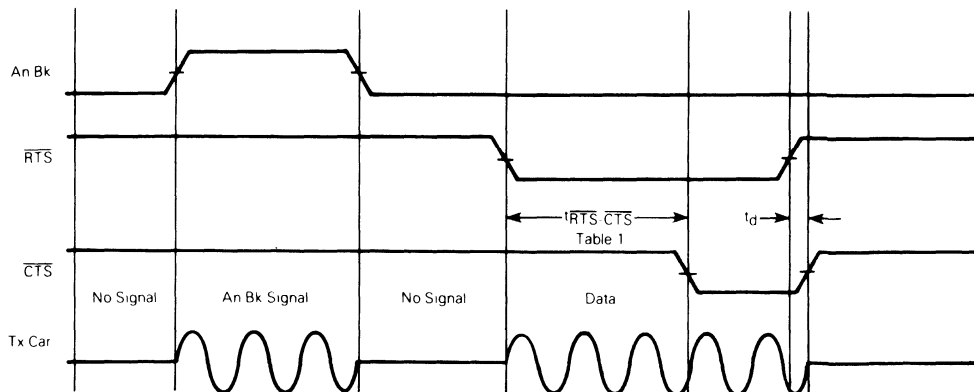 An Bk
RTS
tRTS-CTS
td
Table 1
CTS
No Signal
An Bk Signal
No Signal
Data
Tx Car